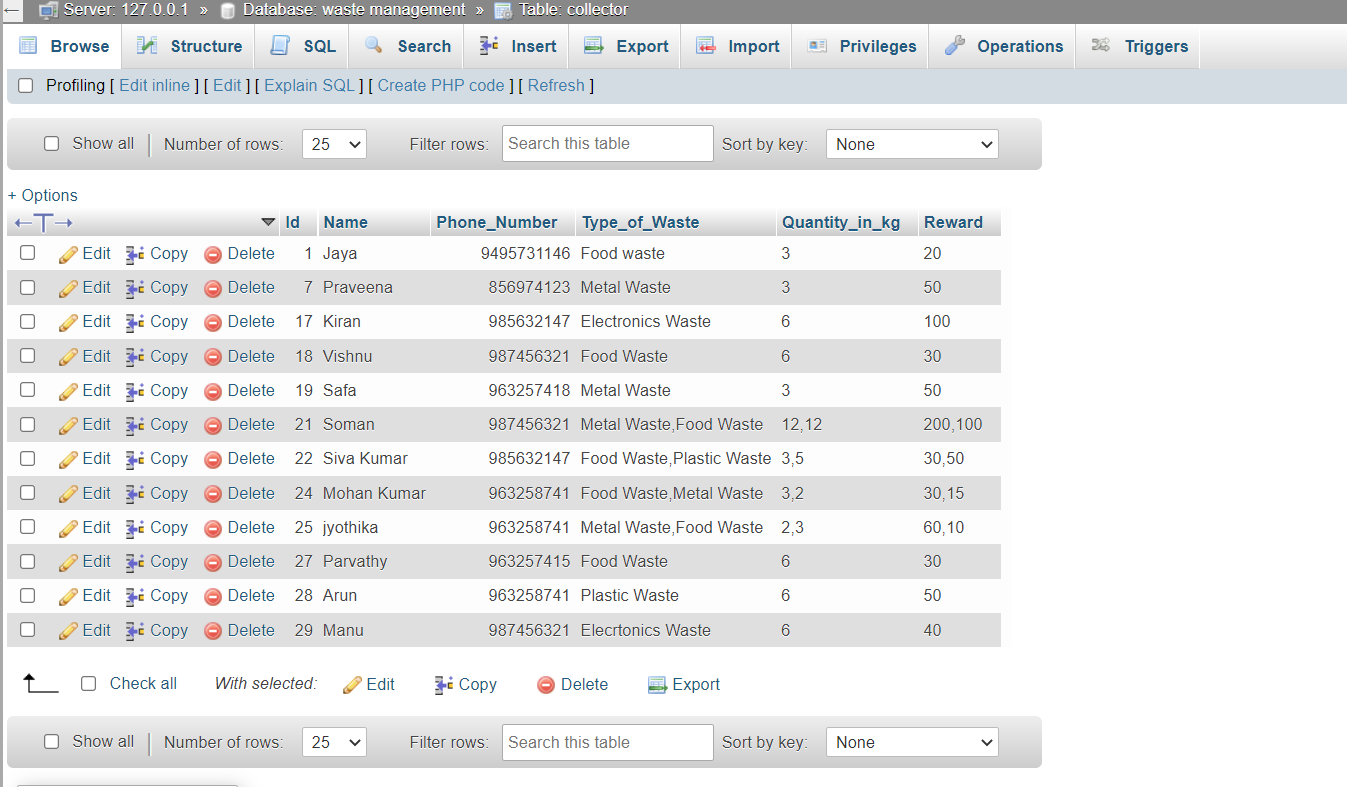 ← Server: 127.0.0.1 » Database: waste management » Table: collector
Browse Structure SQL Search Insert Export Import Privileges Operations Triggers
Profiling [ Edit inline ] [ Edit ] [ Explain SQL ] [ Create PHP code ] [ Refresh ]
Show all Number of rows: 25 Filter rows: Search this table Sort by key: None
+ Options
←T→ Id Name Phone_Number Type_of_Waste Quantity_in_kg Reward
Edit Copy Delete 1 Jaya 9495731146 Food waste 3 20
Edit Copy Delete 7 Praveena 856974123 Metal Waste 3 50
Edit Copy Delete 17 Kiran 985632147 Electronics Waste 6 100
Edit Copy Delete 18 Vishnu 987456321 Food Waste 6 30
Edit Copy Delete 19 Safa 963257418 Metal Waste 3 50
Edit Copy Delete 21 Soman 987456321 Metal Waste,Food Waste 12,12 200,100
Edit Copy Delete 22 Siva Kumar 985632147 Food Waste,Plastic Waste 3,5 30,50
Edit Copy Delete 24 Mohan Kumar 963258741 Food Waste,Metal Waste 3,2 30,15
Edit Copy Delete 25 jyothika 963258741 Metal Waste,Food Waste 2,3 60,10
Edit Copy Delete 27 Parvathy 963257415 Food Waste 6 30
Edit Copy Delete 28 Arun 963258741 Plastic Waste 6 50
Edit Copy Delete 29 Manu 987456321 Elecrtonics Waste 6 40
Check all With selected: Edit Copy Delete Export
Show all Number of rows: 25 Filter rows: Search this table Sort by key: None